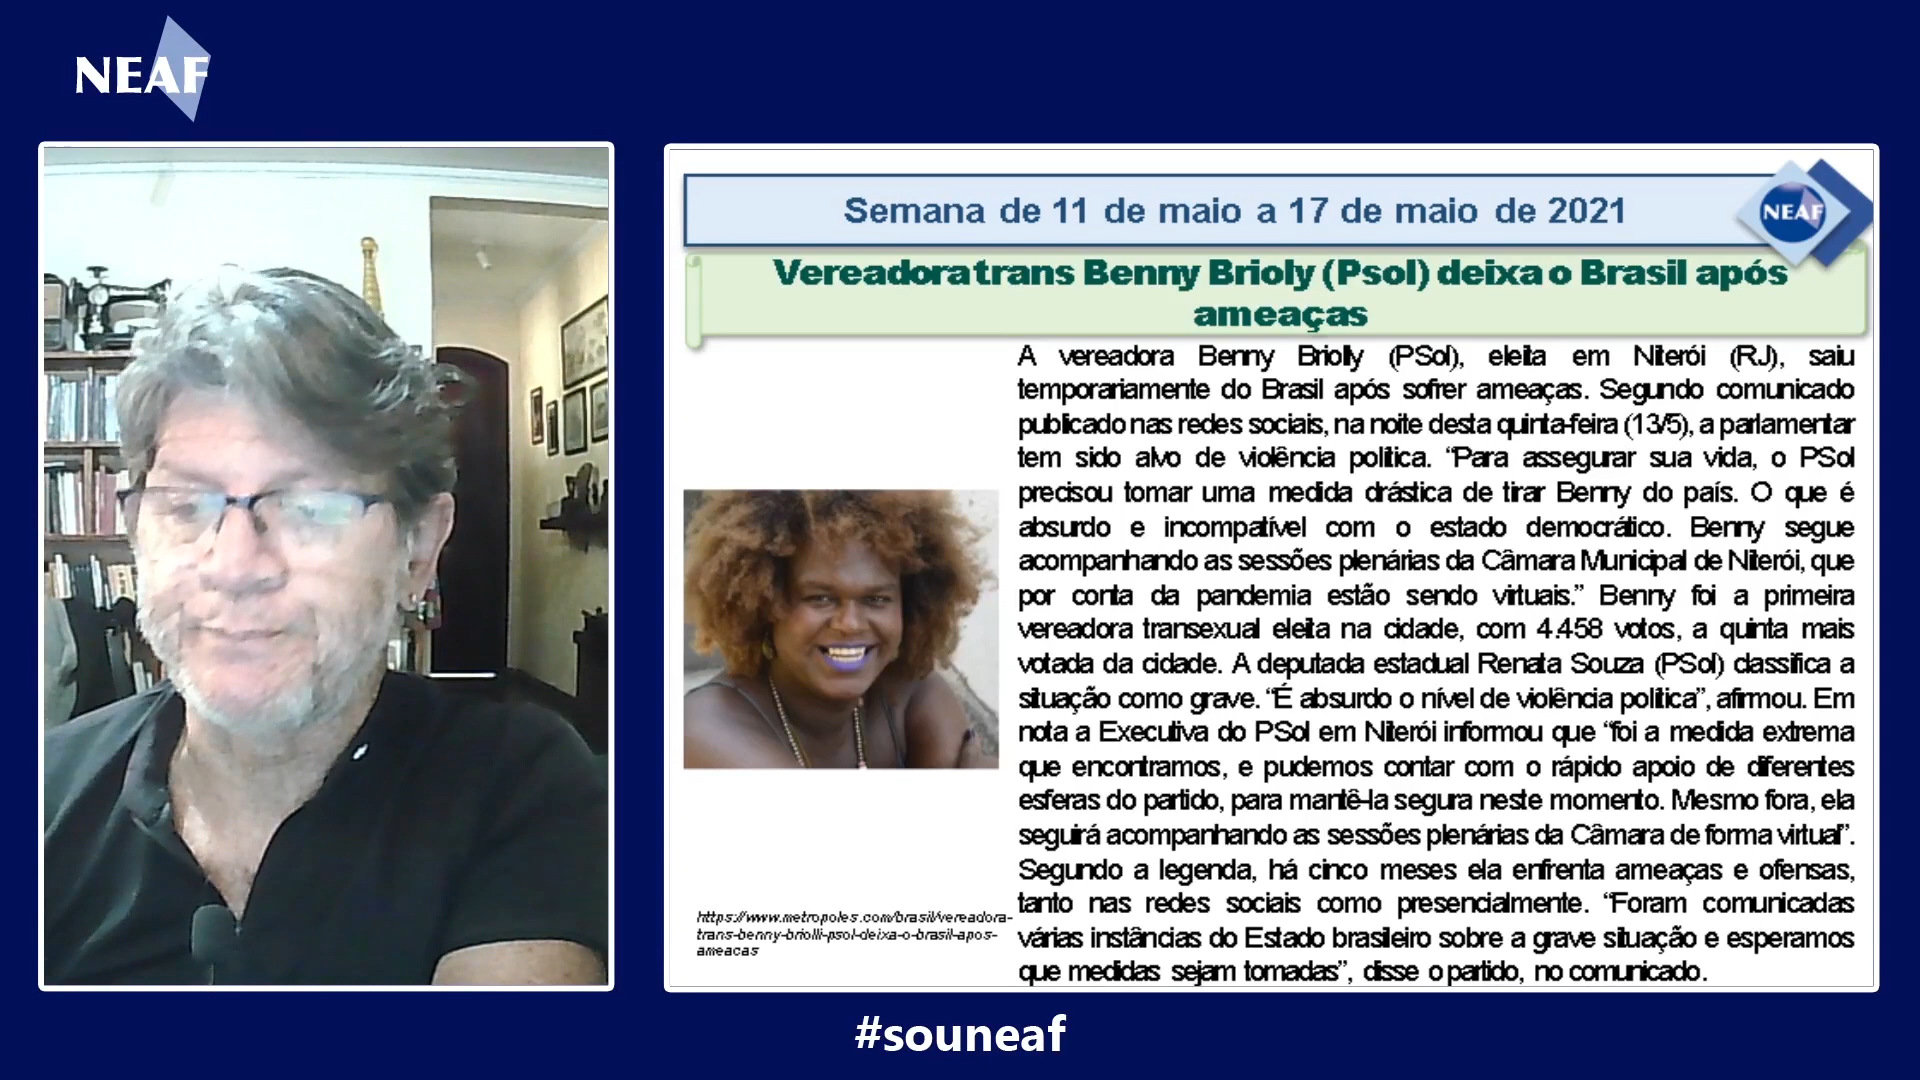 NEAF
Semana de 11 de maio a 17 de maio de 2021
NEAF
Vereadora trans Benny Brioly (Psol) deixa o Brasil após
ameaças
A vereadora Benny Briolly (PSol), eleita em Niterói (RJ), saiu
temporariamente do Brasil após sofrer ameaças. Segundo comunicado
publicado nas redes sociais, na noite desta quinta-feira (13/5), a parlamentar
tem sido alvo de violência política. “Para assegurar sua vida, o PSol
precisou tomar uma medida drástica de tirar Benny do país. O que é
absurdo e incompatível com o estado democrático. Benny segue
acompanhando as sessões plenárias da Câmara Municipal de Niterói, que
por conta da pandemia estão sendo virtuais.” Benny foi a primeira
vereadora transexual eleita na cidade, com 4.458 votos, a quinta mais
votada da cidade. A deputada estadual Renata Souza (PSol) classifica a
situação como grave. “É absurdo o nível de violência política”, afirmou. Em
nota a Executiva do PSol em Niterói informou que “foi a medida extrema
que encontramos, e pudemos contar com o rápido apoio de diferentes
esferas do partido, para mantê-la segura neste momento. Mesmo fora, ela
seguirá acompanhando as sessões plenárias da Câmara de forma virtual”.
Segundo a legenda, há cinco meses ela enfrenta ameaças e ofensas,
tanto nas redes sociais como presencialmente. “Foram comunicadas
várias instâncias do Estado brasileiro sobre a grave situação e esperamos
que medidas sejam tomadas”, disse o partido, no comunicado.
https://www.metropoles.com/brasil/vereadora-
trans-benny-briolli-psol-deixa-o-brasil-apos-
ameacas
#souneaf